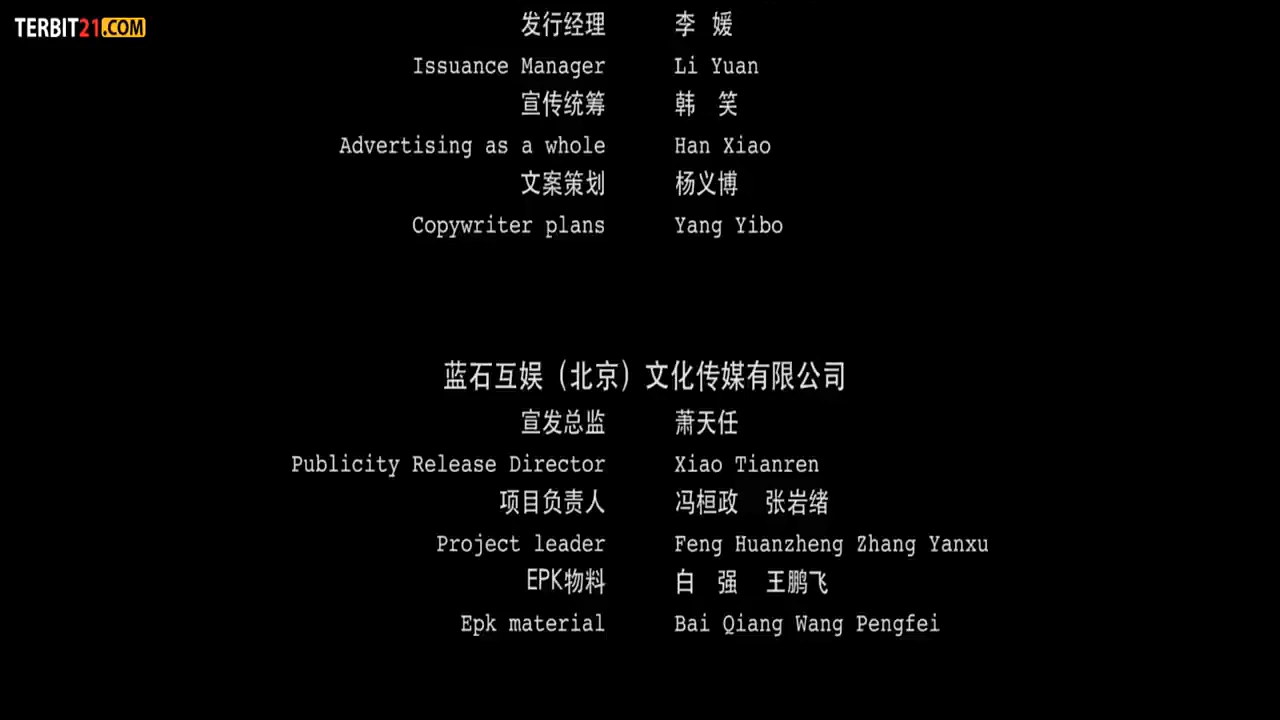 TERBIT21.COM
发行经理 李 媛
Issuance Manager Li Yuan
宣传统筹 韩 笑
Advertising as a whole Han Xiao
文案策划 杨义博
Copywriter plans Yang Yibo
蓝石互娱（北京）文化传媒有限公司
宣发总监 萧天任
Publicity Release Director Xiao Tianren
项目负责人 冯桓政 张岩绪
Project leader Feng Huanzheng Zhang Yanxu
EPK物料 白 强 王鹏飞
Epk material Bai Qiang Wang Pengfei